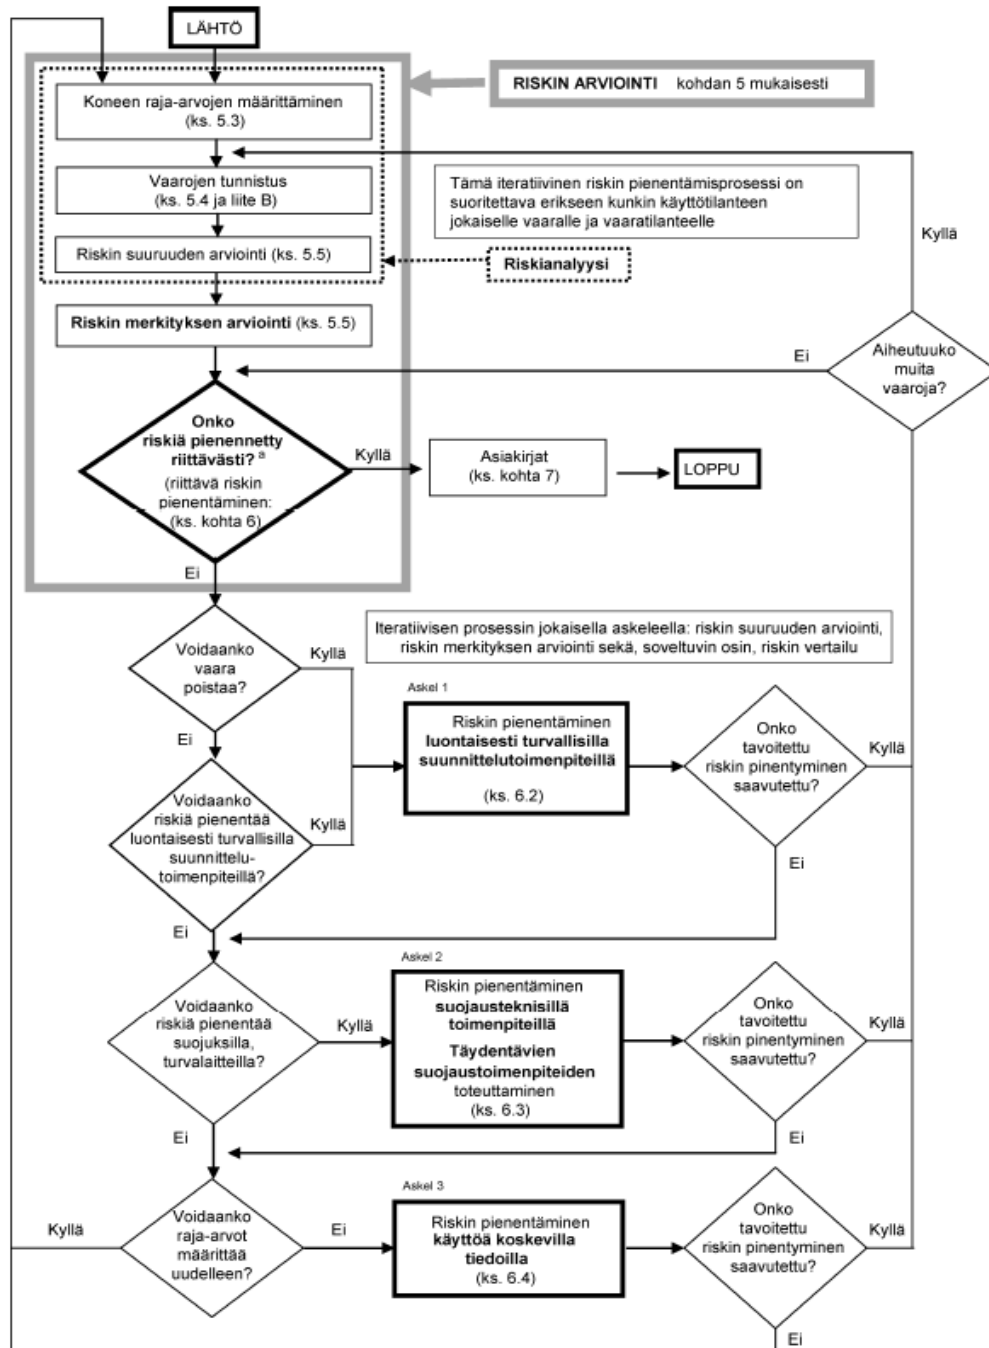 LÄHTÖ
RISKIN ARVIOINTI kohdan 5 mukaisesti
Koneen raja-arvojen määrittäminen
(ks. 5.3)
Vaarojen tunnistus
(ks. 5.4 ja liite B)
Tämä iteratiivinen riskin pienentämisprosessi on
suoritettava erikseen kunkin käyttötilanteen
jokaiselle vaaralle ja vaaratilanteelle
Kyllä
Riskin suuruuden arviointi (ks. 5.5)
Riskianalyysi
Riskin merkityksen arviointi (ks. 5.5)
Ei
Aiheutuuko
muita
vaaroja?
Onko
riskiä pienennetty
riittävästi? a
(riittävä riskin
pienentäminen:
(ks. kohta 6)
Kyllä
Asiakirjat
(ks. kohta 7)
LOPPU
Ei
Iteratiivisen prosessin jokaisella askeleella: riskin suuruuden arviointi,
riskin merkityksen arviointi sekä, soveltuvin osin, riskin vertailu
Voidaanko
vaara
poistaa?
Kyllä
Ei
Askel 1
Riskin pienentäminen
luontaisesti turvallisilla
suunnittelutoimenpiteillä
(ks. 6.2)
Onko
tavoitettu
riskin pinentyminen
saavutettu?
Kyllä
Voidaanko
riskiä pienentää
luontaisesti turvallisilla
suunnittelu-
toimenpiteillä?
Kyllä
Ei
Ei
Askel 2
Voidaanko
riskiä pienentää
suojuksilla,
turvalaitteilla?
Kyllä
Riskin pienentäminen
suojausteknisillä
toimenpiteillä
Täydentävien
suojaustoimenpiteiden
toteuttaminen
(ks. 6.3)
Onko
tavoitettu
riskin pinentyminen
saavutettu?
Kyllä
Ei
Ei
Askel 3
Kyllä
Voidaanko
raja-arvot
määrittää
uudelleen?
Ei
Riskin pienentäminen
käyttöä koskevilla
tiedoilla
(ks. 6.4)
Onko
tavoitettu
riskin pinentyminen
saavutettu?
Kyllä
Ei